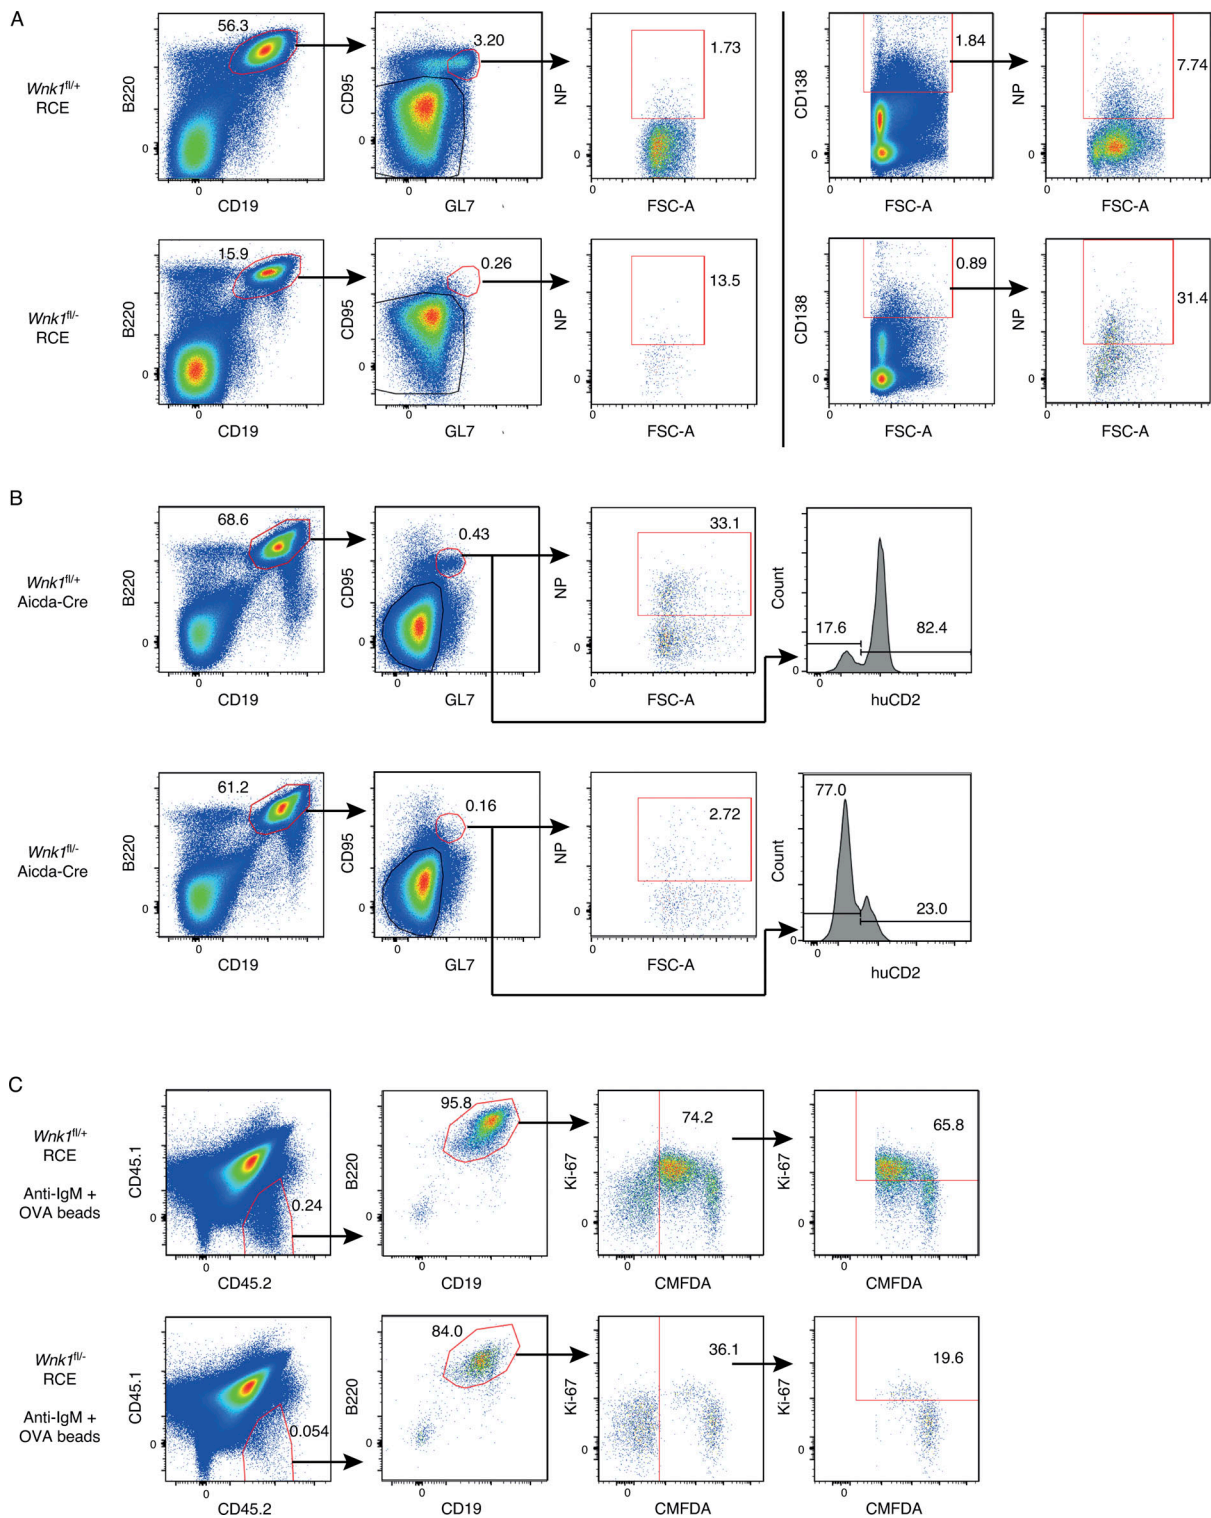 A
Wnk1fl/+
RCE
B220
56.3
0
0
CD19
CD95
3.20
0
0
GL7
NP
1.73
0
0
FSC-A
CD138
1.84
0
0
FSC-A
NP
7.74
0
0
FSC-A
Wnk1fl/-
RCE
B220
15.9
0
0
CD19
CD95
0.26
0
0
GL7
NP
13.5
0
0
FSC-A
CD138
0.89
0
0
FSC-A
NP
31.4
0
0
FSC-A
B
Wnk1fl/+
Aicda-Cre
B220
68.6
0
0
CD19
CD95
0.43
0
0
GL7
NP
33.1
0
0
FSC-A
Count
17.6
82.4
0
0
huCD2
Wnk1fl/-
Aicda-Cre
B220
61.2
0
0
CD19
CD95
0.16
0
0
GL7
NP
2.72
0
0
FSC-A
Count
77.0
23.0
0
0
huCD2
C
Wnk1fl/+
RCE
Anti-IgM +
OVA beads
CD45.1
0.24
0
0
CD45.2
B220
95.8
0
0
CD19
Ki-67
74.2
0
0
CMFDA
Ki-67
65.8
0
0
CMFDA
Wnk1fl/-
RCE
Anti-IgM +
OVA beads
CD45.1
0.054
0
0
CD45.2
B220
84.0
0
0
CD19
Ki-67
36.1
0
0
CMFDA
Ki-67
19.6
0
0
CMFDA